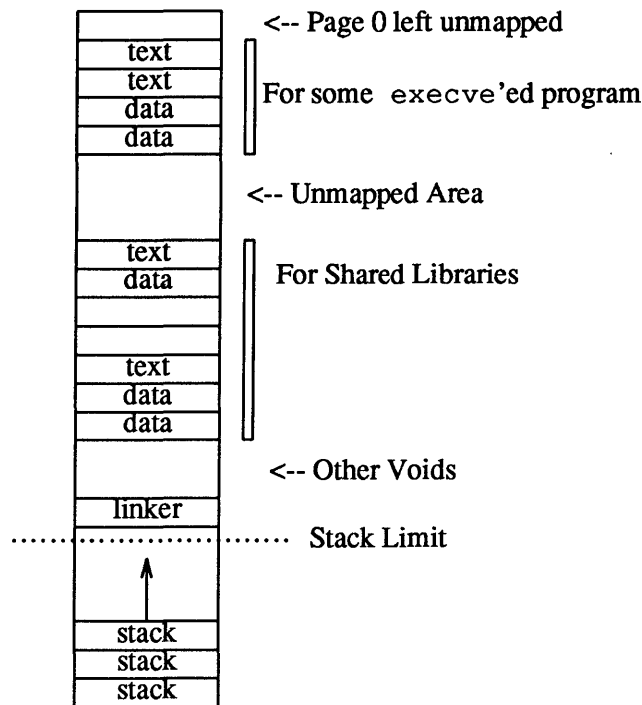 <-- Page 0 left unmapped
text
text
For some execve'ed program
data
data
<-- Unmapped Area
text
For Shared Libraries
data
text
data
data
<-- Other Voids
linker
Stack Limit
stack
stack
stack